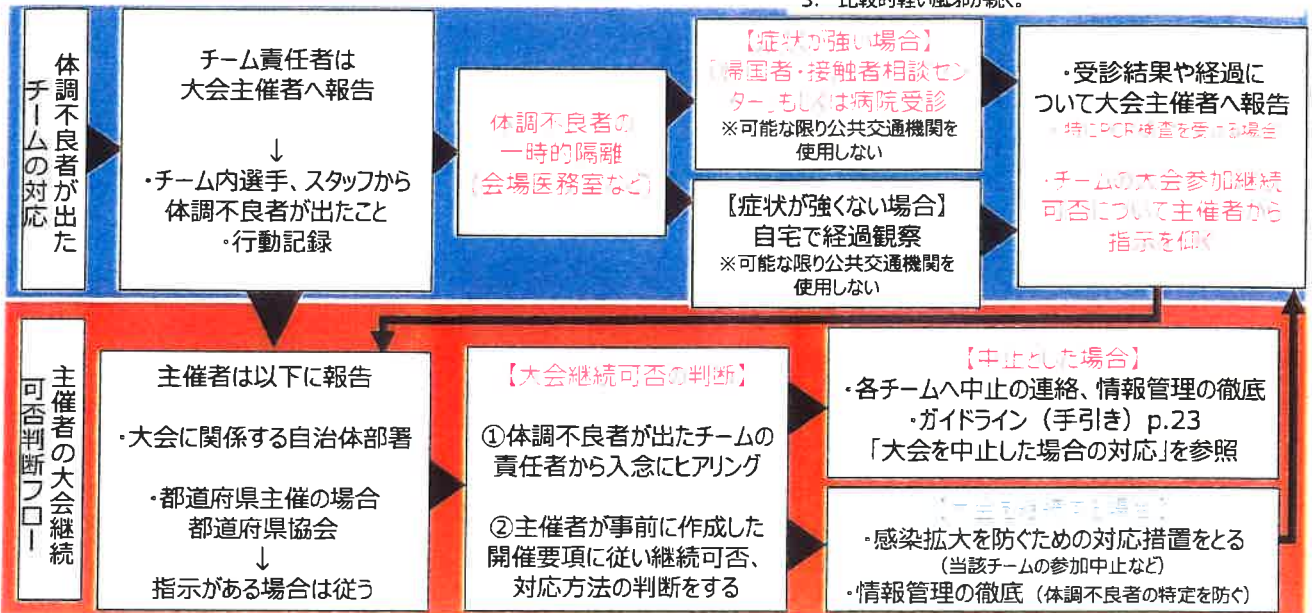 3. 比較的軽い風邪が続く。
体調不良者が出た
チームの対応
チーム責任者は
大会主催者へ報告
↓
・チーム内選手、スタッフから
体調不良者が出たこと
・行動記録
体調不良者の
一時的隔離
(会場医務室など)
【症状が強い場合】
「帰国者・接触者相談セン
ター」もしくは病院受診
※可能な限り公共交通機関を
使用しない
【症状が強くない場合】
自宅で経過観察
※可能な限り公共交通機関を
使用しない
・受診結果や経過に
ついて大会主催者へ報告
・特にPCR検査を受ける場合
・チームの大会参加継続
可否について主催者から
指示を仰ぐ
主催者の大会継続
可否判断フロー
主催者は以下に報告
・大会に関係する自治体部署
・都道府県主催の場合
都道府県協会
↓
指示がある場合は従う
【大会継続可否の判断】
①体調不良者が出たチームの
責任者から入念にヒアリング
②主催者が事前に作成した
開催要項に従い継続可否、
対応方法の判断をする
【中止とした場合】
・各チームへ中止の連絡、情報管理の徹底
・ガイドライン(手引き)p.23
「大会を中止した場合の対応」を参照
・感染拡大を防ぐための対応措置をとる
(当該チームの参加中止など)
・情報管理の徹底(体調不良者の特定を防ぐ)